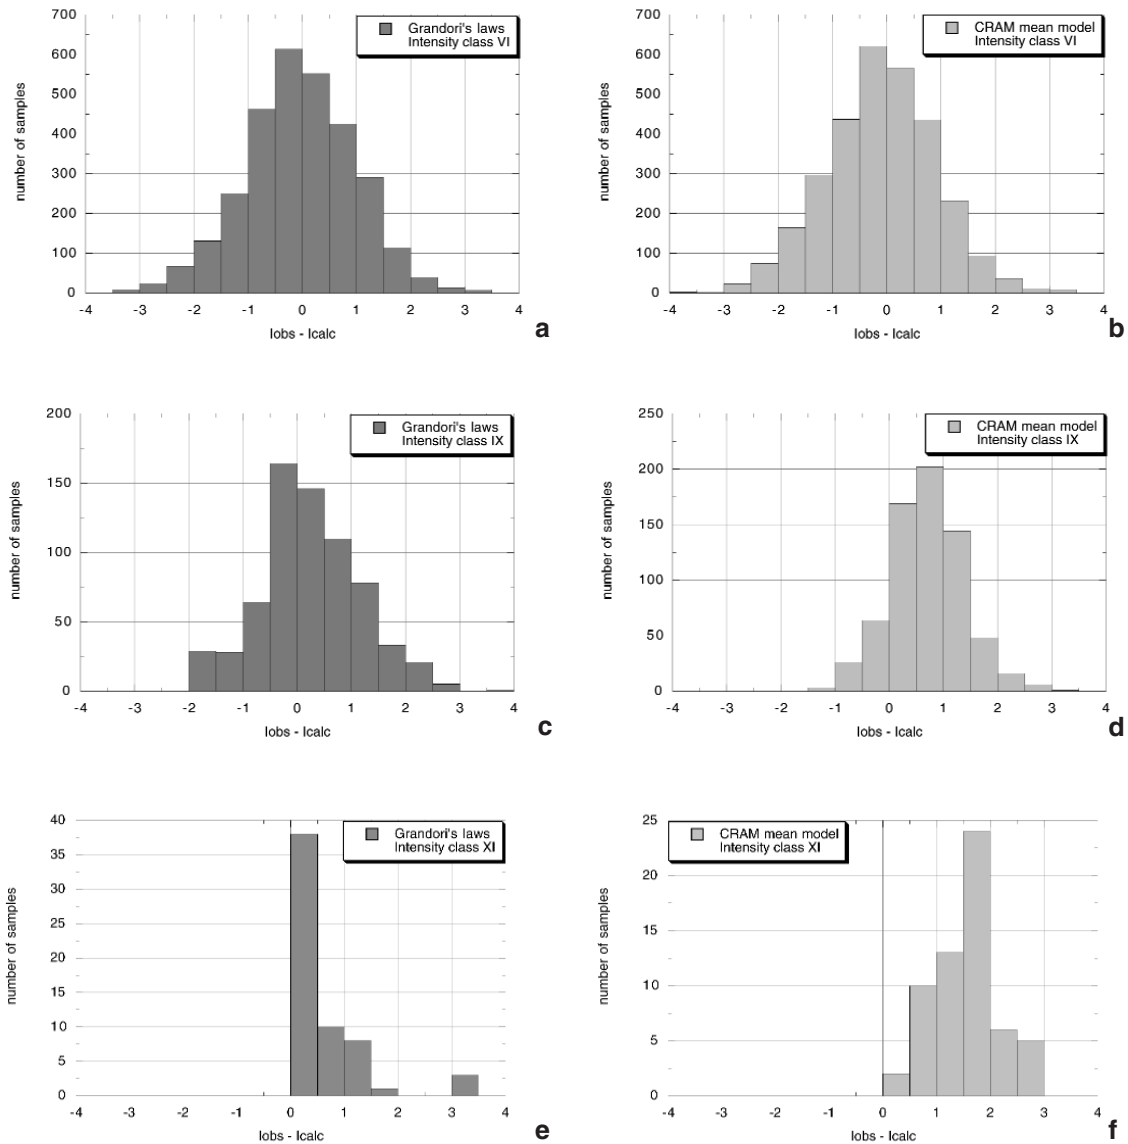 Grandori's laws
Intensity class VI
number of samples
700
600
500
400
300
200
100
0
-4 -3 -2 -1 0 1 2 3 4
Iobs - Icalc
a
CRAM mean model
Intensity class VI
number of samples
700
600
500
400
300
200
100
0
-4 -3 -2 -1 0 1 2 3 4
Iobs - Icalc
b
Grandori's laws
Intensity class IX
number of samples
200
150
100
50
0
-4 -3 -2 -1 0 1 2 3 4
Iobs - Icalc
c
CRAM mean model
Intensity class IX
number of samples
250
200
150
100
50
0
-4 -3 -2 -1 0 1 2 3 4
Iobs - Icalc
d
Grandori's laws
Intensity class XI
number of samples
40
35
30
25
20
15
10
5
0
-4 -3 -2 -1 0 1 2 3 4
Iobs - Icalc
e
CRAM mean model
Intensity class XI
number of samples
25
20
15
10
5
0
-4 -3 -2 -1 0 1 2 3 4
Iobs - Icalc
f